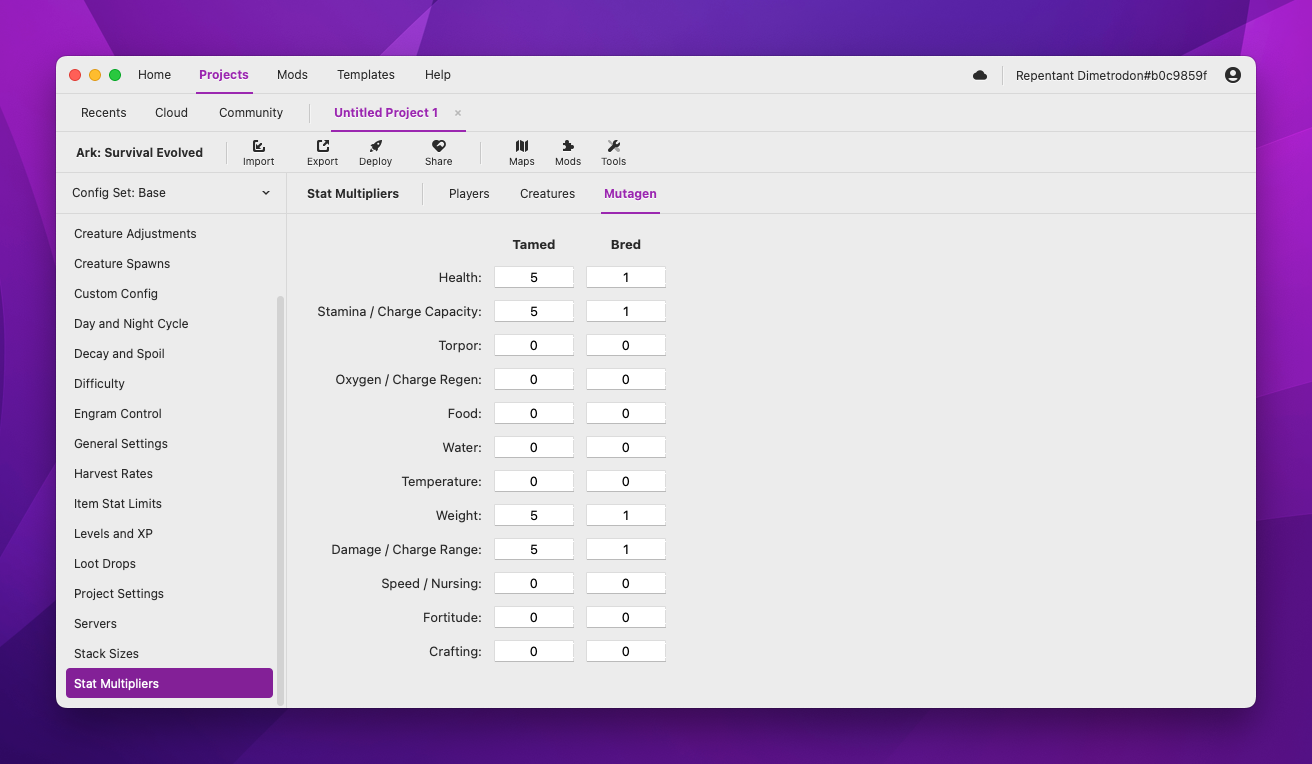 Home Projects Mods Templates Help Repentant Dimetrodon#b0c9859f
Recents Cloud Community Untitled Project 1 ×
Ark: Survival Evolved Import Export Deploy Share Maps Mods Tools
Config Set: Base
Stat Multipliers Players Creatures Mutagen
Creature Adjustments
Creature Spawns
Custom Config
Day and Night Cycle
Decay and Spoil
Difficulty
Engram Control
General Settings
Harvest Rates
Item Stat Limits
Levels and XP
Loot Drops
Project Settings
Servers
Stack Sizes
Stat Multipliers
Tamed Bred
Health: 5 1
Stamina / Charge Capacity: 5 1
Torpor: 0 0
Oxygen / Charge Regen: 0 0
Food: 0 0
Water: 0 0
Temperature: 0 0
Weight: 5 1
Damage / Charge Range: 5 1
Speed / Nursing: 0 0
Fortitude: 0 0
Crafting: 0 0